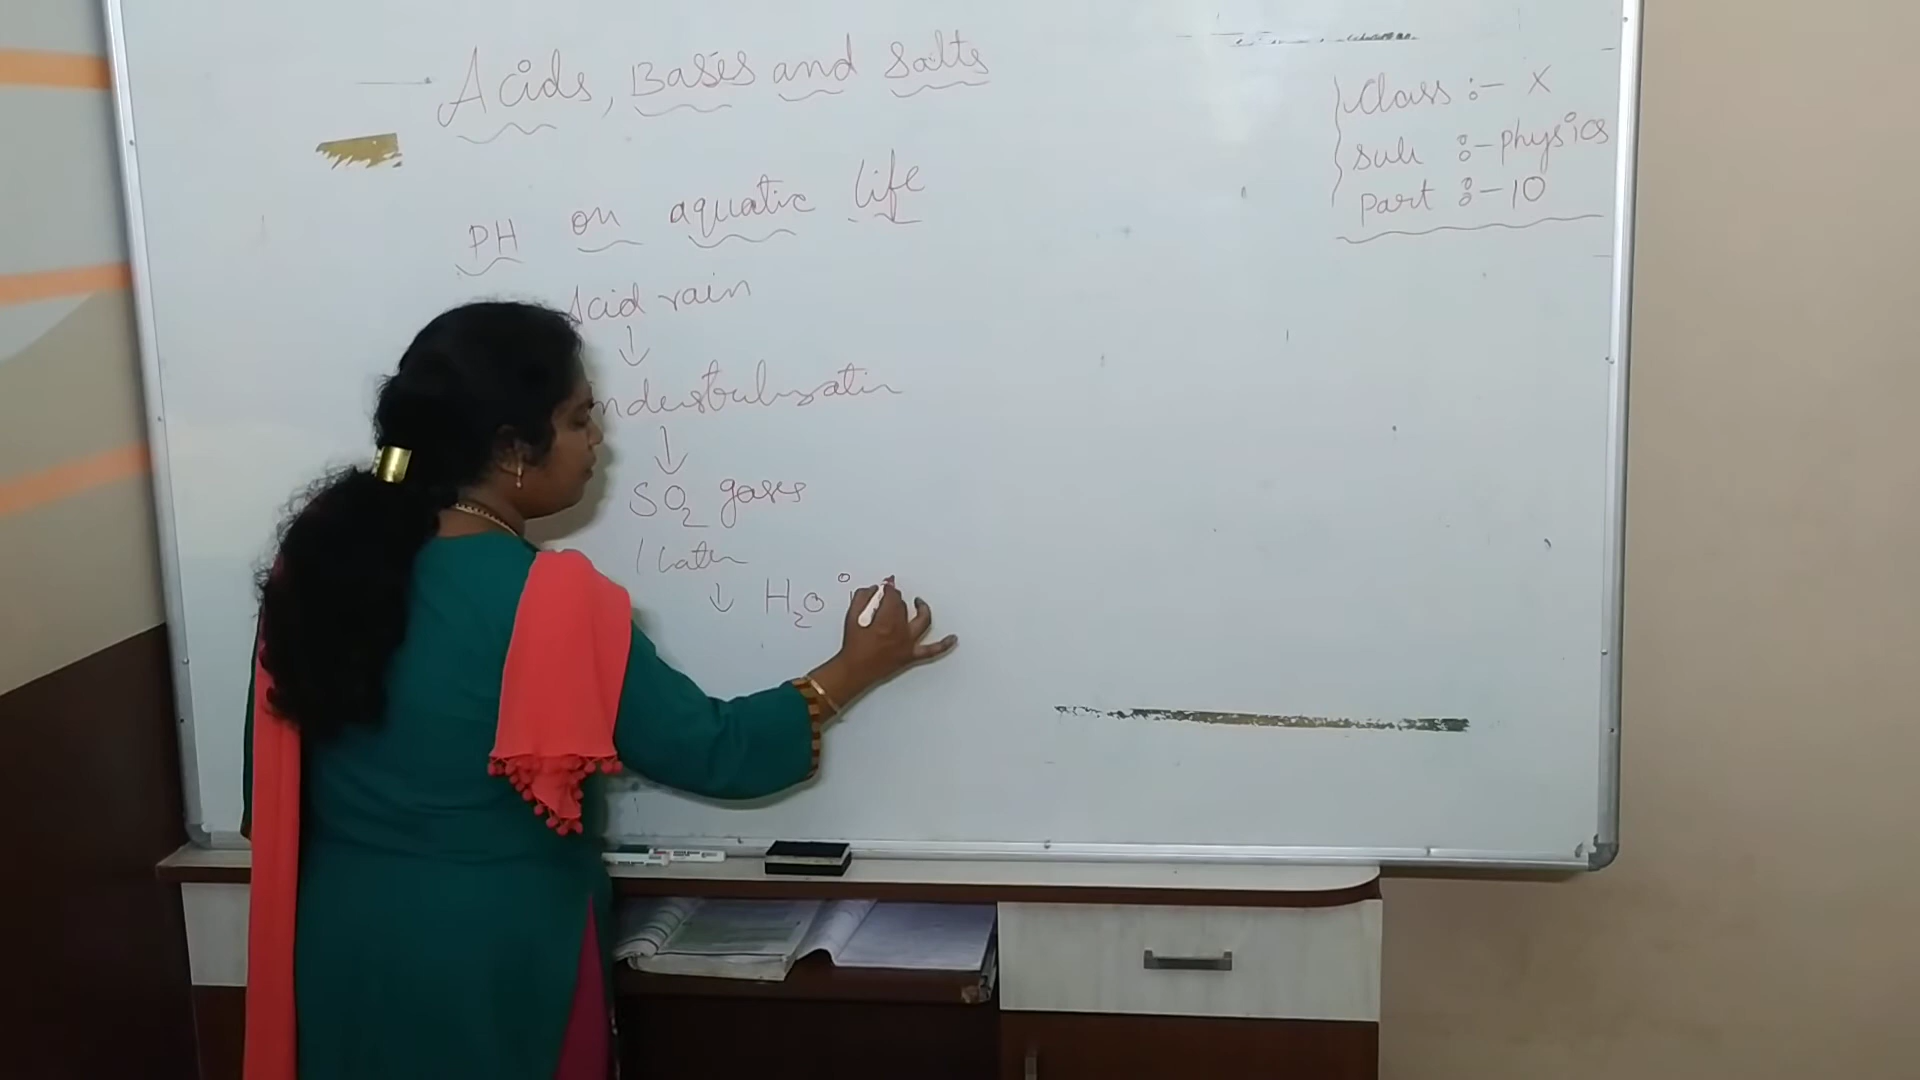 Acids, Bases and Salts
Class :- X
Sub :- physics
Part :- 10
PH on aquatic life
Acid rain
↓
↓
SO2 gases
↓ H2O i